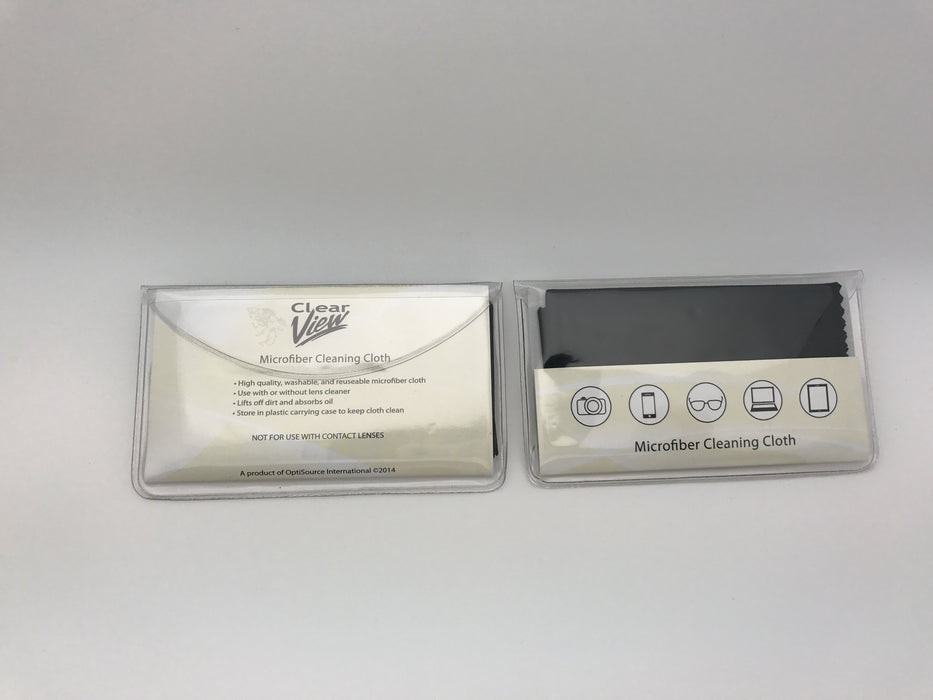 Clear
View
Microfiber Cleaning Cloth
• High quality, washable, and reuseable microfiber cloth
• Use with or without lens cleaner
• Lifts off dirt and absorbs oil
• Store in plastic carrying case to keep cloth clean
NOT FOR USE WITH CONTACT LENSES
A product of OptiSource International ©2014
Microfiber Cleaning Cloth